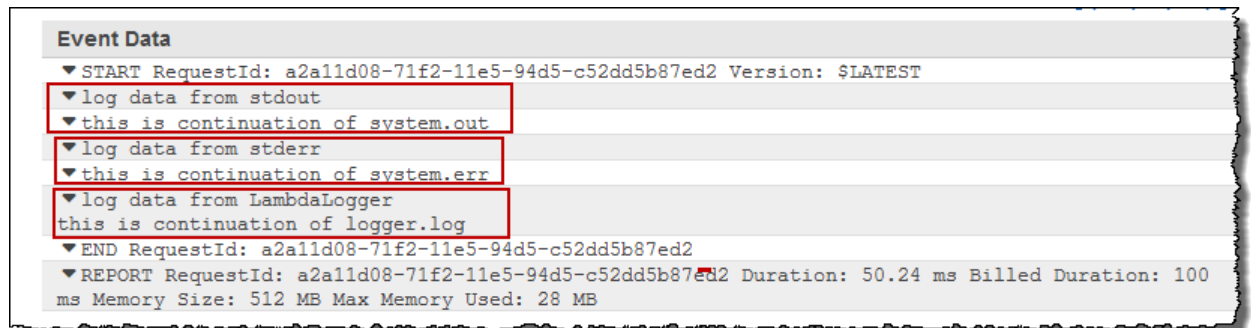 Event Data
▼START RequestId: a2a11d08-71f2-11e5-94d5-c52dd5b87ed2 Version: $LATEST
▼log data from stdout
▼this is continuation of system.out
▼log data from stderr
▼this is continuation of system.err
▼log data from LambdaLogger
this is continuation of logger.log
▼END RequestId: a2a11d08-71f2-11e5-94d5-c52dd5b87ed2
▼REPORT RequestId: a2a11d08-71f2-11e5-94d5-c52dd5b87ed2 Duration: 50.24 ms Billed Duration: 100
ms Memory Size: 512 MB Max Memory Used: 28 MB